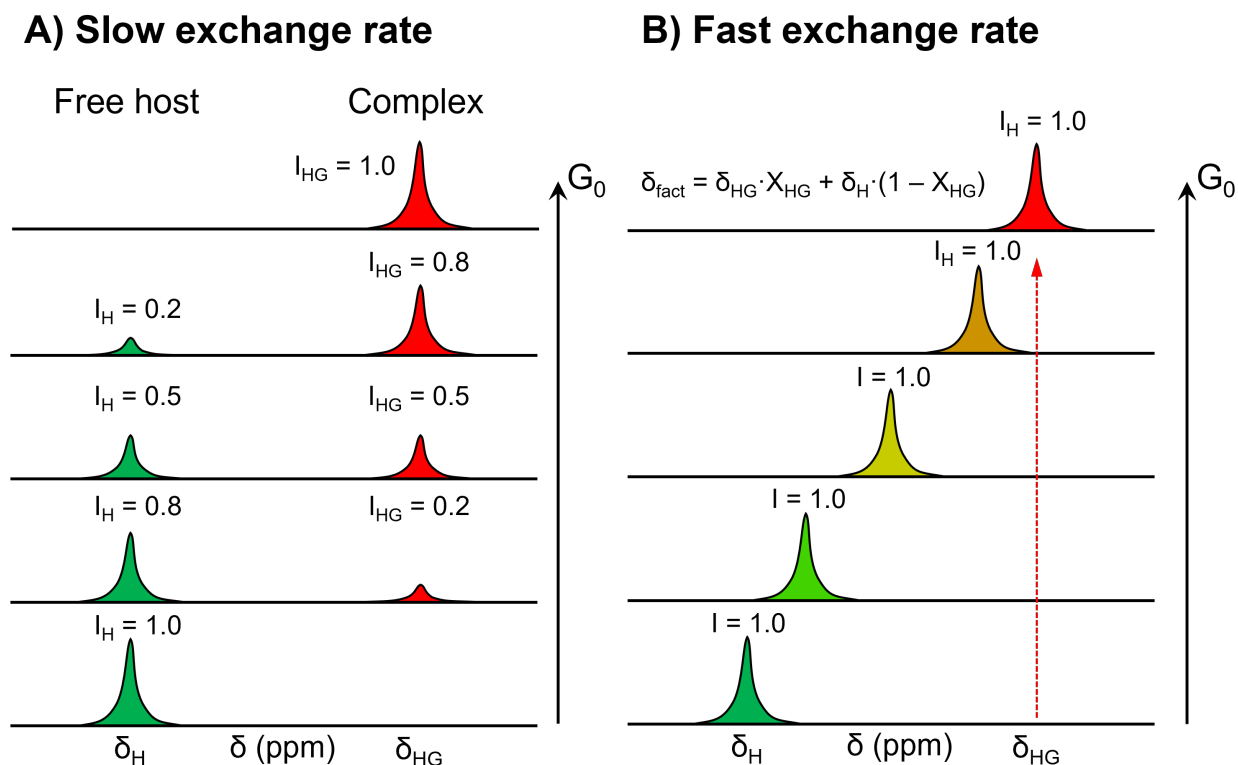 A) Slow exchange rate
Free host
Complex
I_HG = 1.0
G_0
I_HG = 0.8
I_H = 0.2
I_H = 0.5
I_HG = 0.5
I_H = 0.8
I_HG = 0.2
I_H = 1.0
δ_H
δ (ppm)
δ_HG
B) Fast exchange rate
I_H = 1.0
δ_fact = δ_HG·X_HG + δ_H·(1 – X_HG)
G_0
I_H = 1.0
I = 1.0
I = 1.0
I = 1.0
δ_H
δ (ppm)
δ_HG